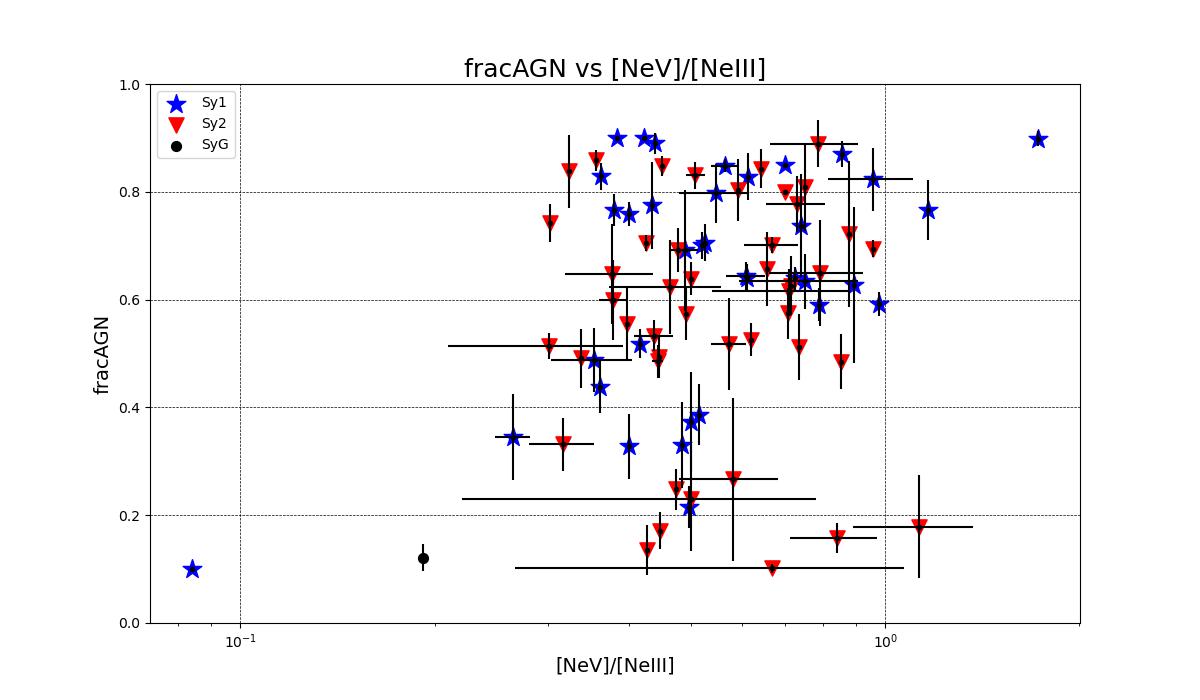 fracAGN vs [NeV]/[NeIII]
Sy1
Sy2
SyG
1.0
0.8
0.6
0.4
0.2
0.0
fracAGN
10⁻¹
10⁰
[NeV]/[NeIII]